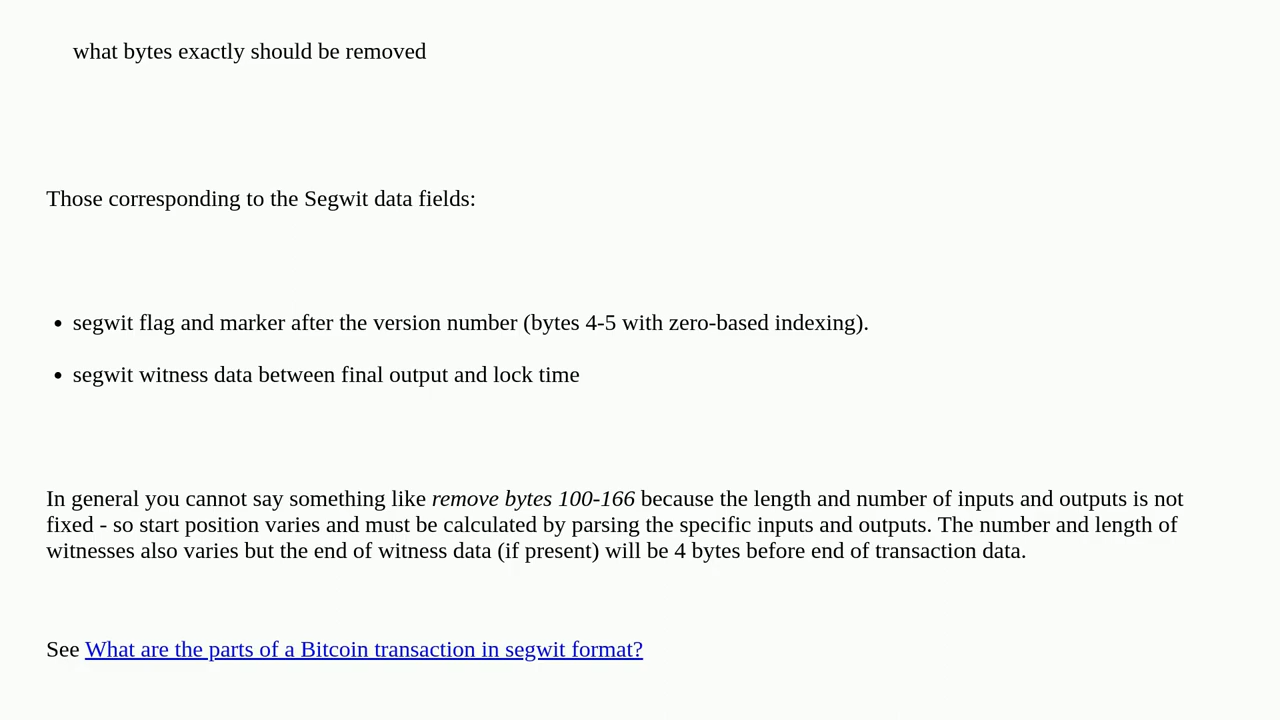 what bytes exactly should be removed
Those corresponding to the Segwit data fields:
• segwit flag and marker after the version number (bytes 4-5 with zero-based indexing).
• segwit witness data between final output and lock time
In general you cannot say something like remove bytes 100-166 because the length and number of inputs and outputs is not
fixed - so start position varies and must be calculated by parsing the specific inputs and outputs. The number and length of
witnesses also varies but the end of witness data (if present) will be 4 bytes before end of transaction data.
See What are the parts of a Bitcoin transaction in segwit format?